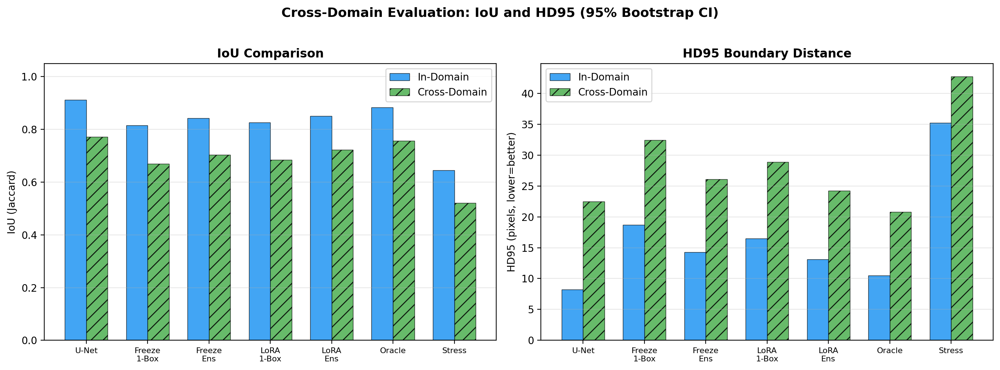 Cross-Domain Evaluation: IoU and HD95 (95% Bootstrap CI)
IoU Comparison
IoU (Jaccard)
1.0
0.8
0.6
0.4
0.2
0.0
In-Domain
Cross-Domain
U-Net
Freeze
1-Box
Freeze
Ens
LoRA
1-Box
LoRA
Ens
Oracle
Stress
HD95 Boundary Distance
HD95 (pixels, lower=better)
40
35
30
25
20
15
10
5
0
In-Domain
Cross-Domain
U-Net
Freeze
1-Box
Freeze
Ens
LoRA
1-Box
LoRA
Ens
Oracle
Stress